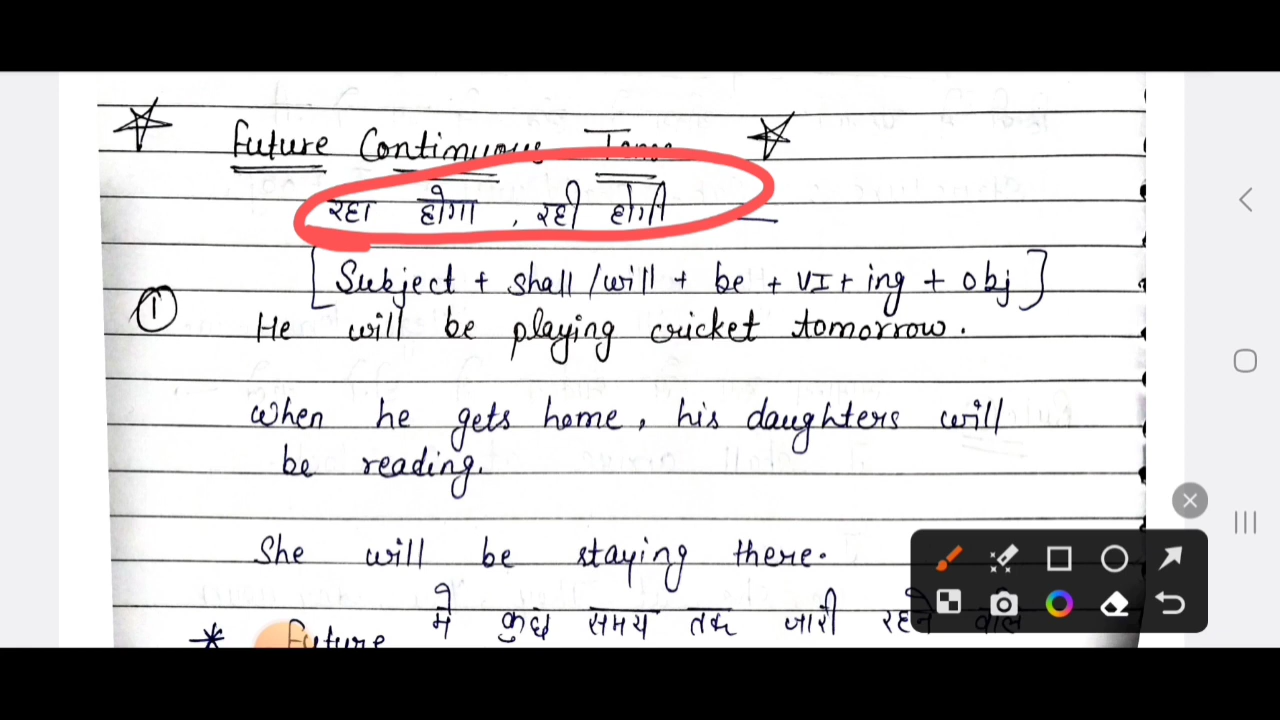 Future Continuous Tense
रहा होगा , रही होगी
[Subject + shall /will + be + VI + ing + obj]
① He will be playing cricket tomorrow.
When he gets home, his daughters will
be reading.
She will be staying there.
* Future में कुछ समय तक जारी रहने वाले